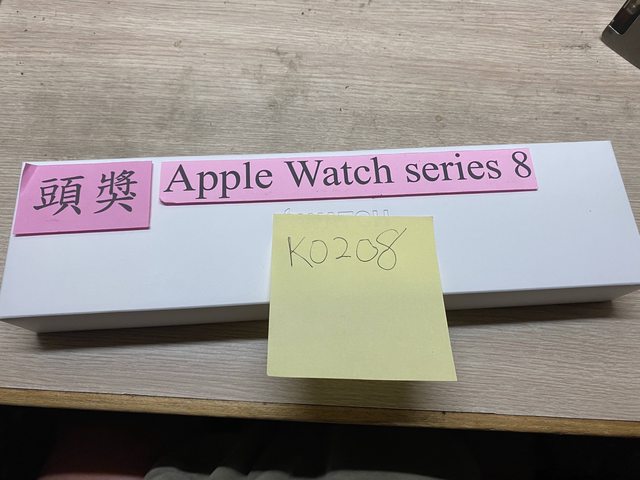 頭獎
Apple Watch series 8
K0208